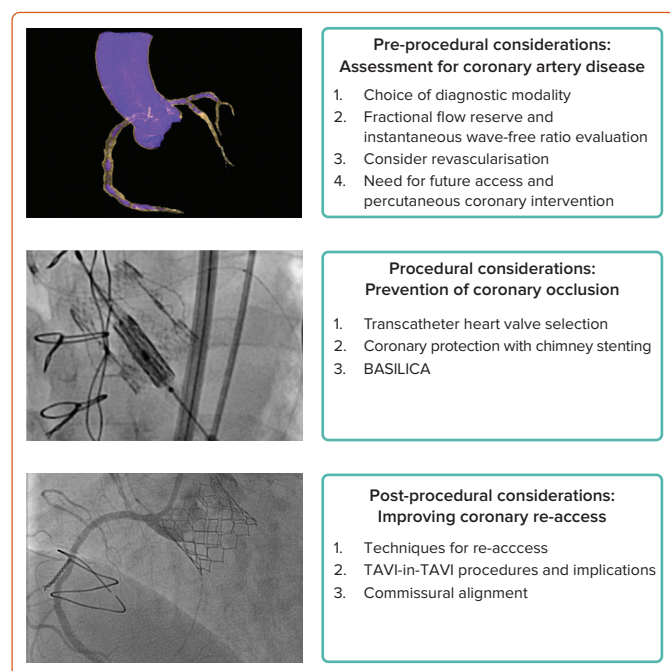 Pre-procedural considerations:
Assessment for coronary artery disease
1. Choice of diagnostic modality
2. Fractional flow reserve and
instantaneous wave-free ratio evaluation
3. Consider revascularisation
4. Need for future access and
percutaneous coronary intervention
Procedural considerations:
Prevention of coronary occlusion
1. Transcatheter heart valve selection
2. Coronary protection with chimney stenting
3. BASILICA
Post-procedural considerations:
Improving coronary re-access
1. Techniques for re-acccess
2. TAVI-in-TAVI procedures and implications
3. Commissural alignment